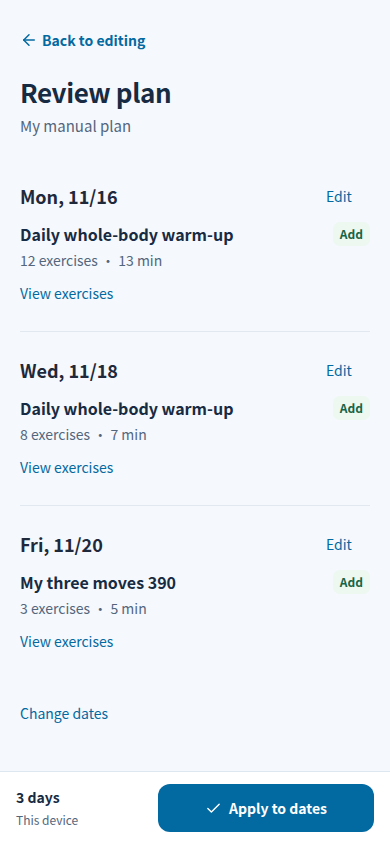 Back to editing
Review plan
My manual plan
Mon, 11/16
Edit
Daily whole-body warm-up
Add
12 exercises • 13 min
View exercises
Wed, 11/18
Edit
Daily whole-body warm-up
Add
8 exercises • 7 min
View exercises
Fri, 11/20
Edit
My three moves 390
Add
3 exercises • 5 min
View exercises
Change dates
3 days
This device
Apply to dates